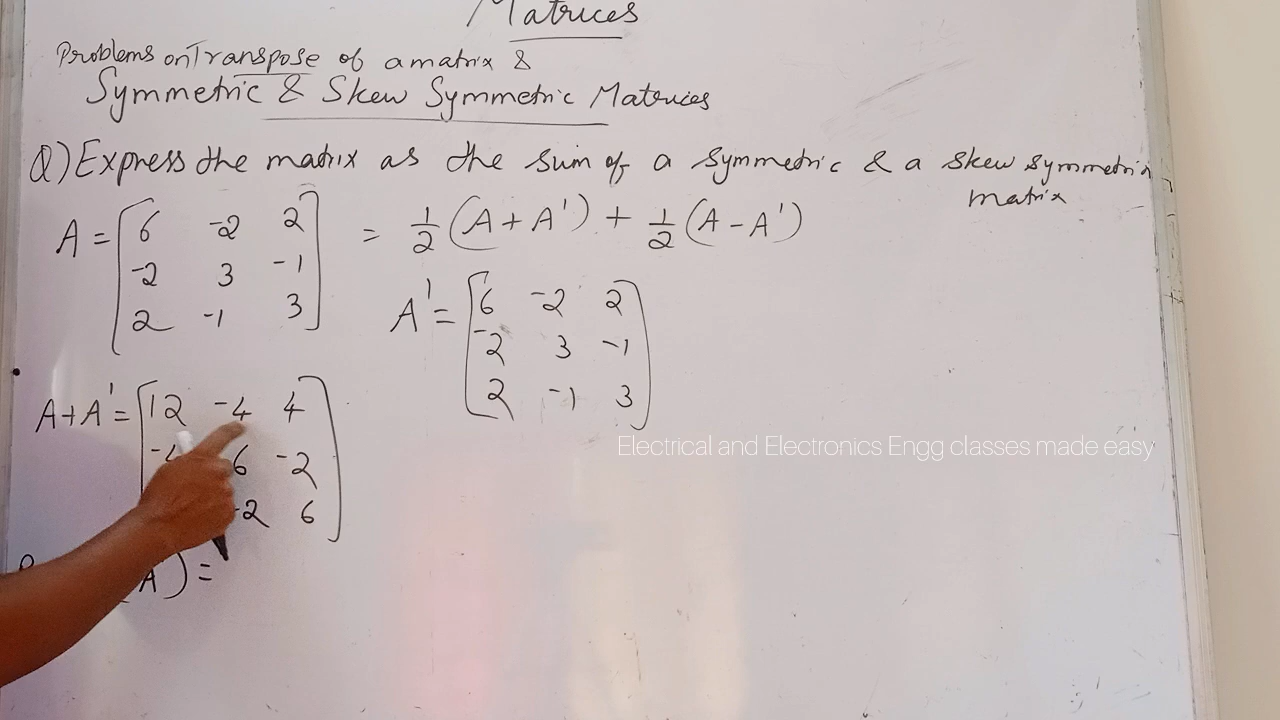 Matrices
Problems on Transpose of a matrix &
Symmetric & Skew Symmetric Matrices
Q) Express the matrix as the sum of a symmetric & a skew symmetric
matrix
A = [6 -2 2
-2 3 -1
2 -1 3]
= 1/2 (A + A') + 1/2 (A - A')
A' = [6 -2 2
-2 3 -1
2 -1 3]
A+A' = [12 -4 4
-4 6 -2
-2 6]
A) =
Electrical and Electronics Engg classes made easy